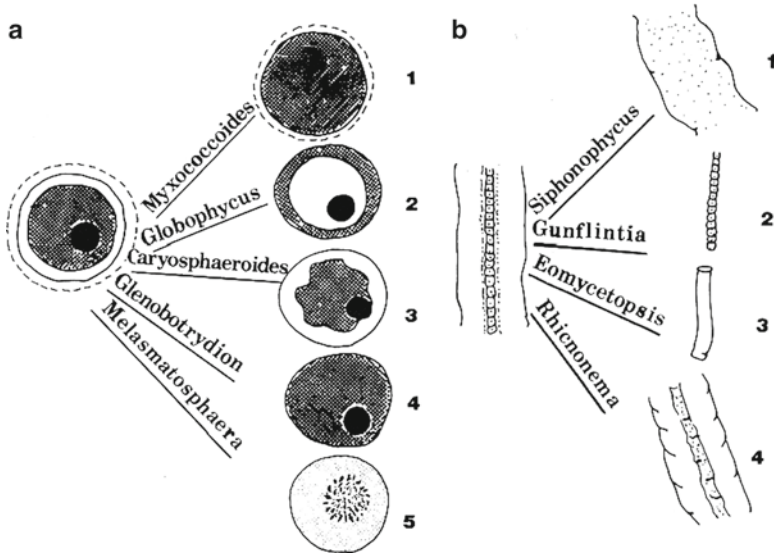 a
1
Myxococcoides
Globophycus
2
Caryosphaeroides
3
Glenobotrydion
4
Melasmatosphaera
5
b
1
Siphonophycus
2
Gunflintia
Eomycetopsis
3
Rhicnonema
4